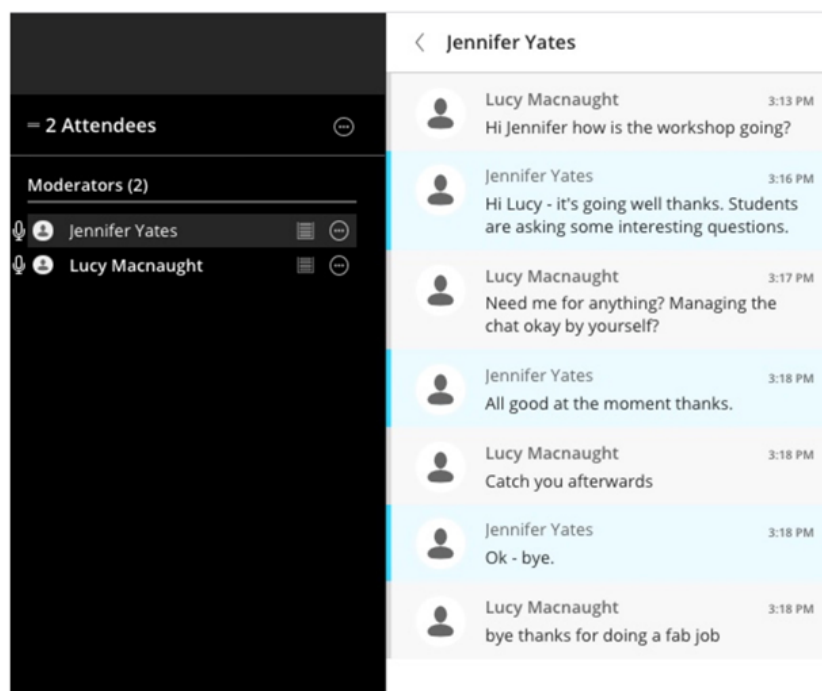 2 Attendees
Moderators (2)
Jennifer Yates
Lucy Macnaught
Jennifer Yates
Lucy Macnaught 3:13 PM
Hi Jennifer how is the workshop going?
Jennifer Yates 3:16 PM
Hi Lucy - it's going well thanks. Students
are asking some interesting questions.
Lucy Macnaught 3:17 PM
Need me for anything? Managing the
chat okay by yourself?
Jennifer Yates 3:18 PM
All good at the moment thanks.
Lucy Macnaught 3:18 PM
Catch you afterwards
Jennifer Yates 3:18 PM
Ok - bye.
Lucy Macnaught 3:18 PM
bye thanks for doing a fab job